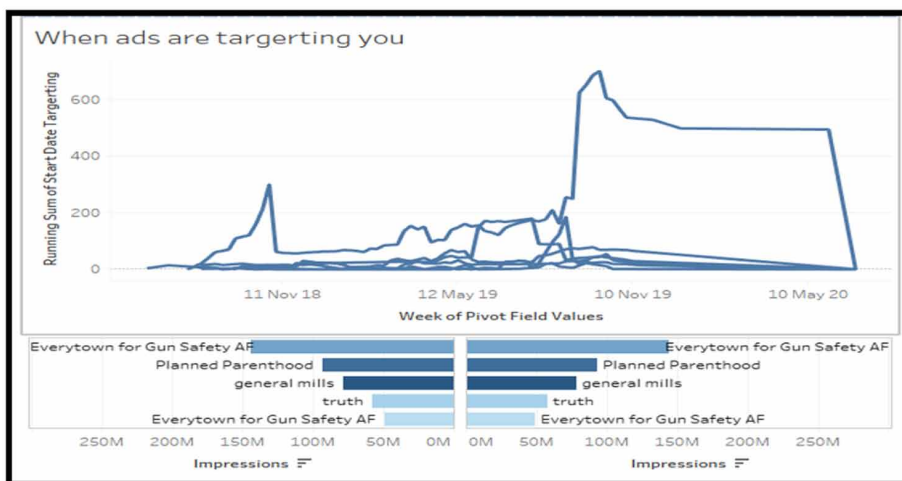 When ads are targerting you
Running Sum of Start Date Targerting
600
400
200
0
11 Nov 18 12 May 19 10 Nov 19 10 May 20
Week of Pivot Field Values
Everytown for Gun Safety AF Everytown for Gun Safety AF
Planned Parenthood Planned Parenthood
general mills general mills
truth truth
Everytown for Gun Safety AF Everytown for Gun Safety AF
250M 200M 150M 100M 50M 0M 0M 50M 100M 150M 200M 250M
Impressions Impressions